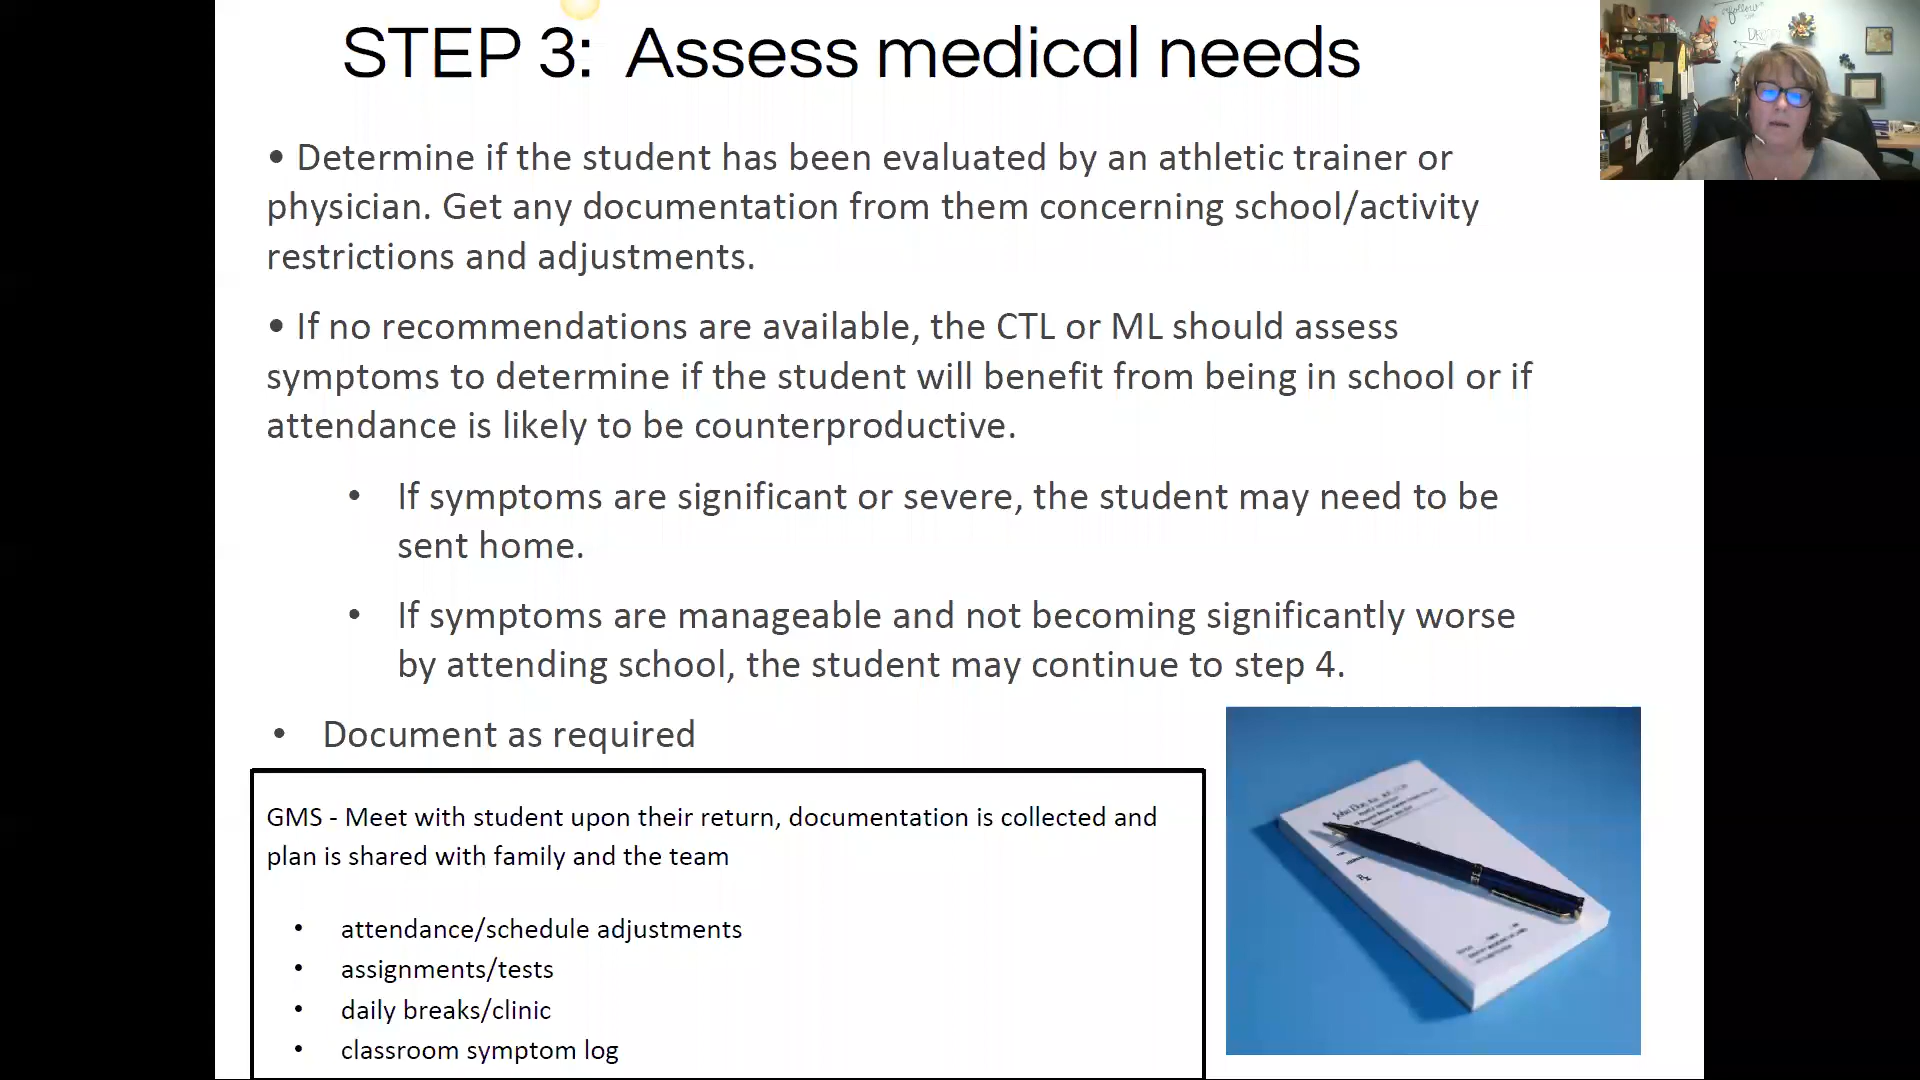 STEP 3: Assess medical needs
follow
• Determine if the student has been evaluated by an athletic trainer or
physician. Get any documentation from them concerning school/activity
restrictions and adjustments.
• If no recommendations are available, the CTL or ML should assess
symptoms to determine if the student will benefit from being in school or if
attendance is likely to be counterproductive.
• If symptoms are significant or severe, the student may need to be
sent home.
• If symptoms are manageable and not becoming significantly worse
by attending school, the student may continue to step 4.
• Document as required
GMS - Meet with student upon their return, documentation is collected and
plan is shared with family and the team
• attendance/schedule adjustments
• assignments/tests
• daily breaks/clinic
• classroom symptom log
John Doe
Rx